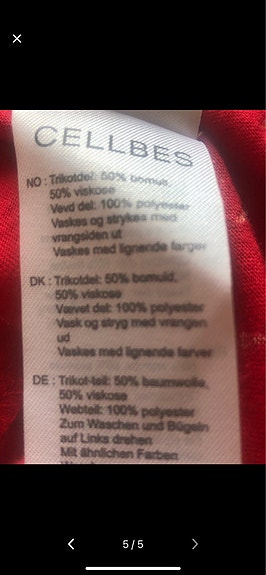 CELLBES
NO : Trikotdel: 50% bomull,
50% viskose
Vevd del: 100% polyester
Vaskes og strykes med
vrangsiden ut
Vaskes med lignende farger
DK : Trikotdel: 50% bomuld,
50% viskose
Vævet del: 100% polyester
Vask og stryg med vrangen
ud
Vaskes med lignende farver
DE : Trikot-teil: 50% baumwolle,
50% viskose
Webteil: 100% polyester
Zum Waschen und Bügeln
auf Links drehen
Mit ähnlichen Farben
5/5